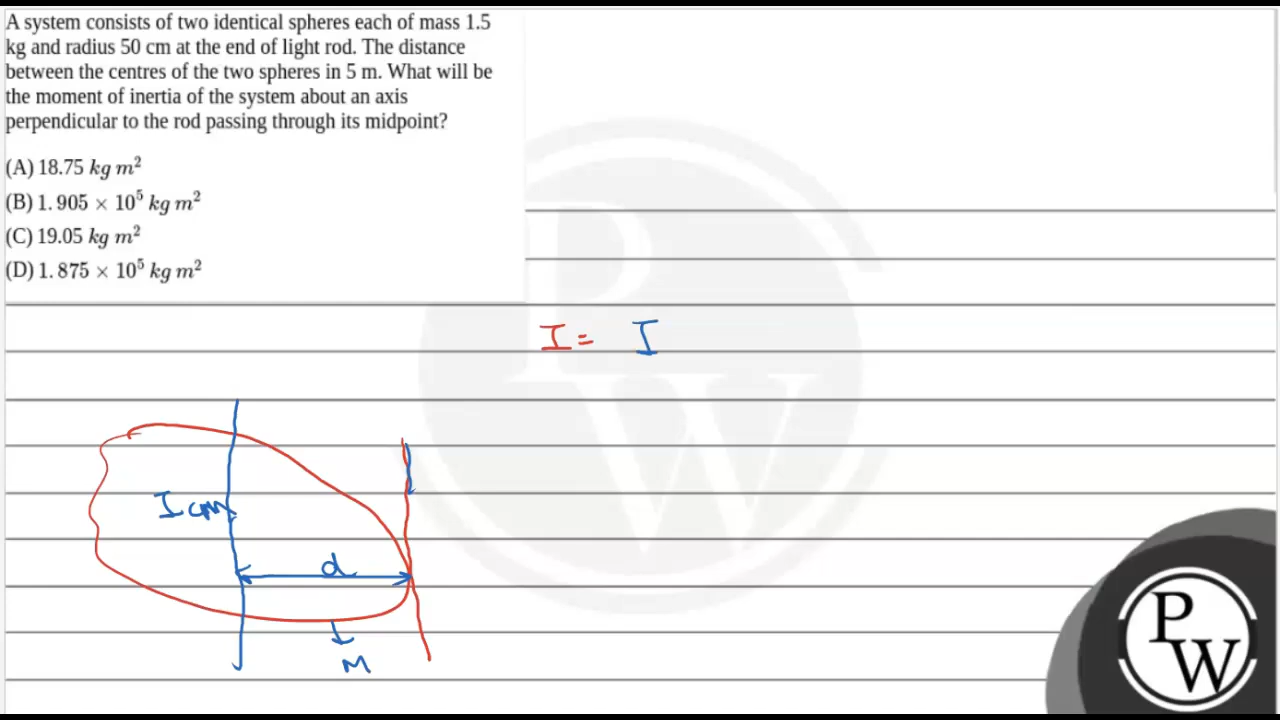 A system consists of two identical spheres each of mass 1.5
kg and radius 50 cm at the end of light rod. The distance
between the centres of the two spheres in 5 m. What will be
the moment of inertia of the system about an axis
perpendicular to the rod passing through its midpoint?
(A) 18.75 kg m²
(B) 1.905 × 10⁵ kg m²
(C) 19.05 kg m²
(D) 1.875 × 10⁵ kg m²
I = I
I cm
d
M
P
W
P
W